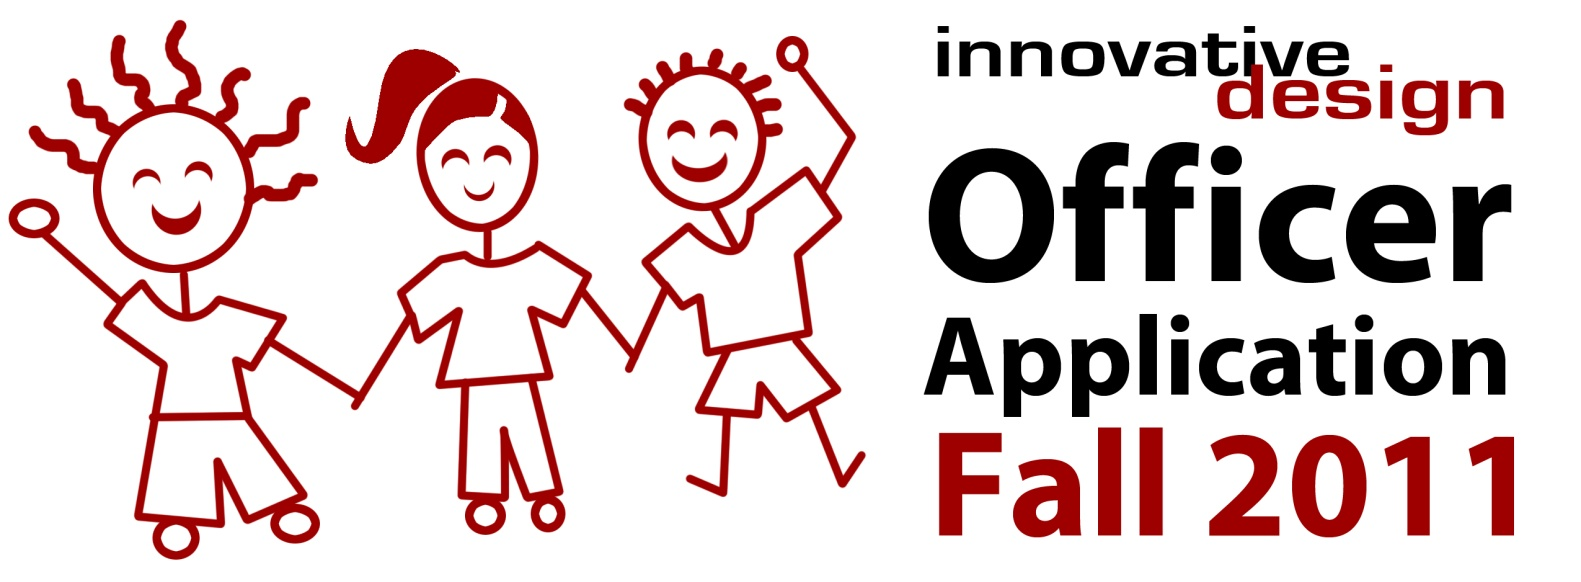 innovative
design
Officer
Application
Fall 2011